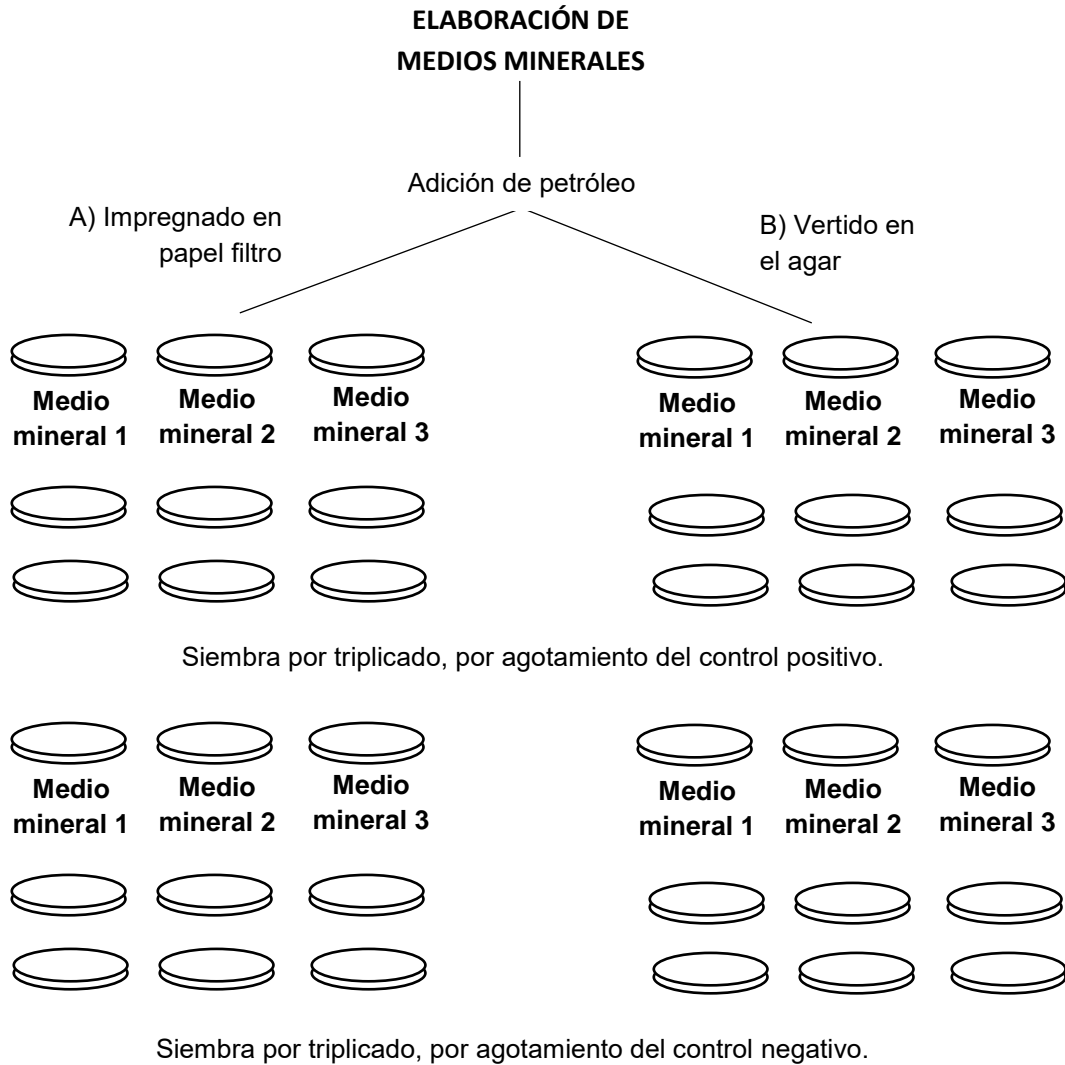 ELABORACIÓN DE
MEDIOS MINERALES
Adición de petróleo
A) Impregnado en
papel filtro
B) Vertido en
el agar
Medio
mineral 1
Medio
mineral 2
Medio
mineral 3
Medio
mineral 1
Medio
mineral 2
Medio
mineral 3
Siembra por triplicado, por agotamiento del control positivo.
Medio
mineral 1
Medio
mineral 2
Medio
mineral 3
Medio
mineral 1
Medio
mineral 2
Medio
mineral 3
Siembra por triplicado, por agotamiento del control negativo.